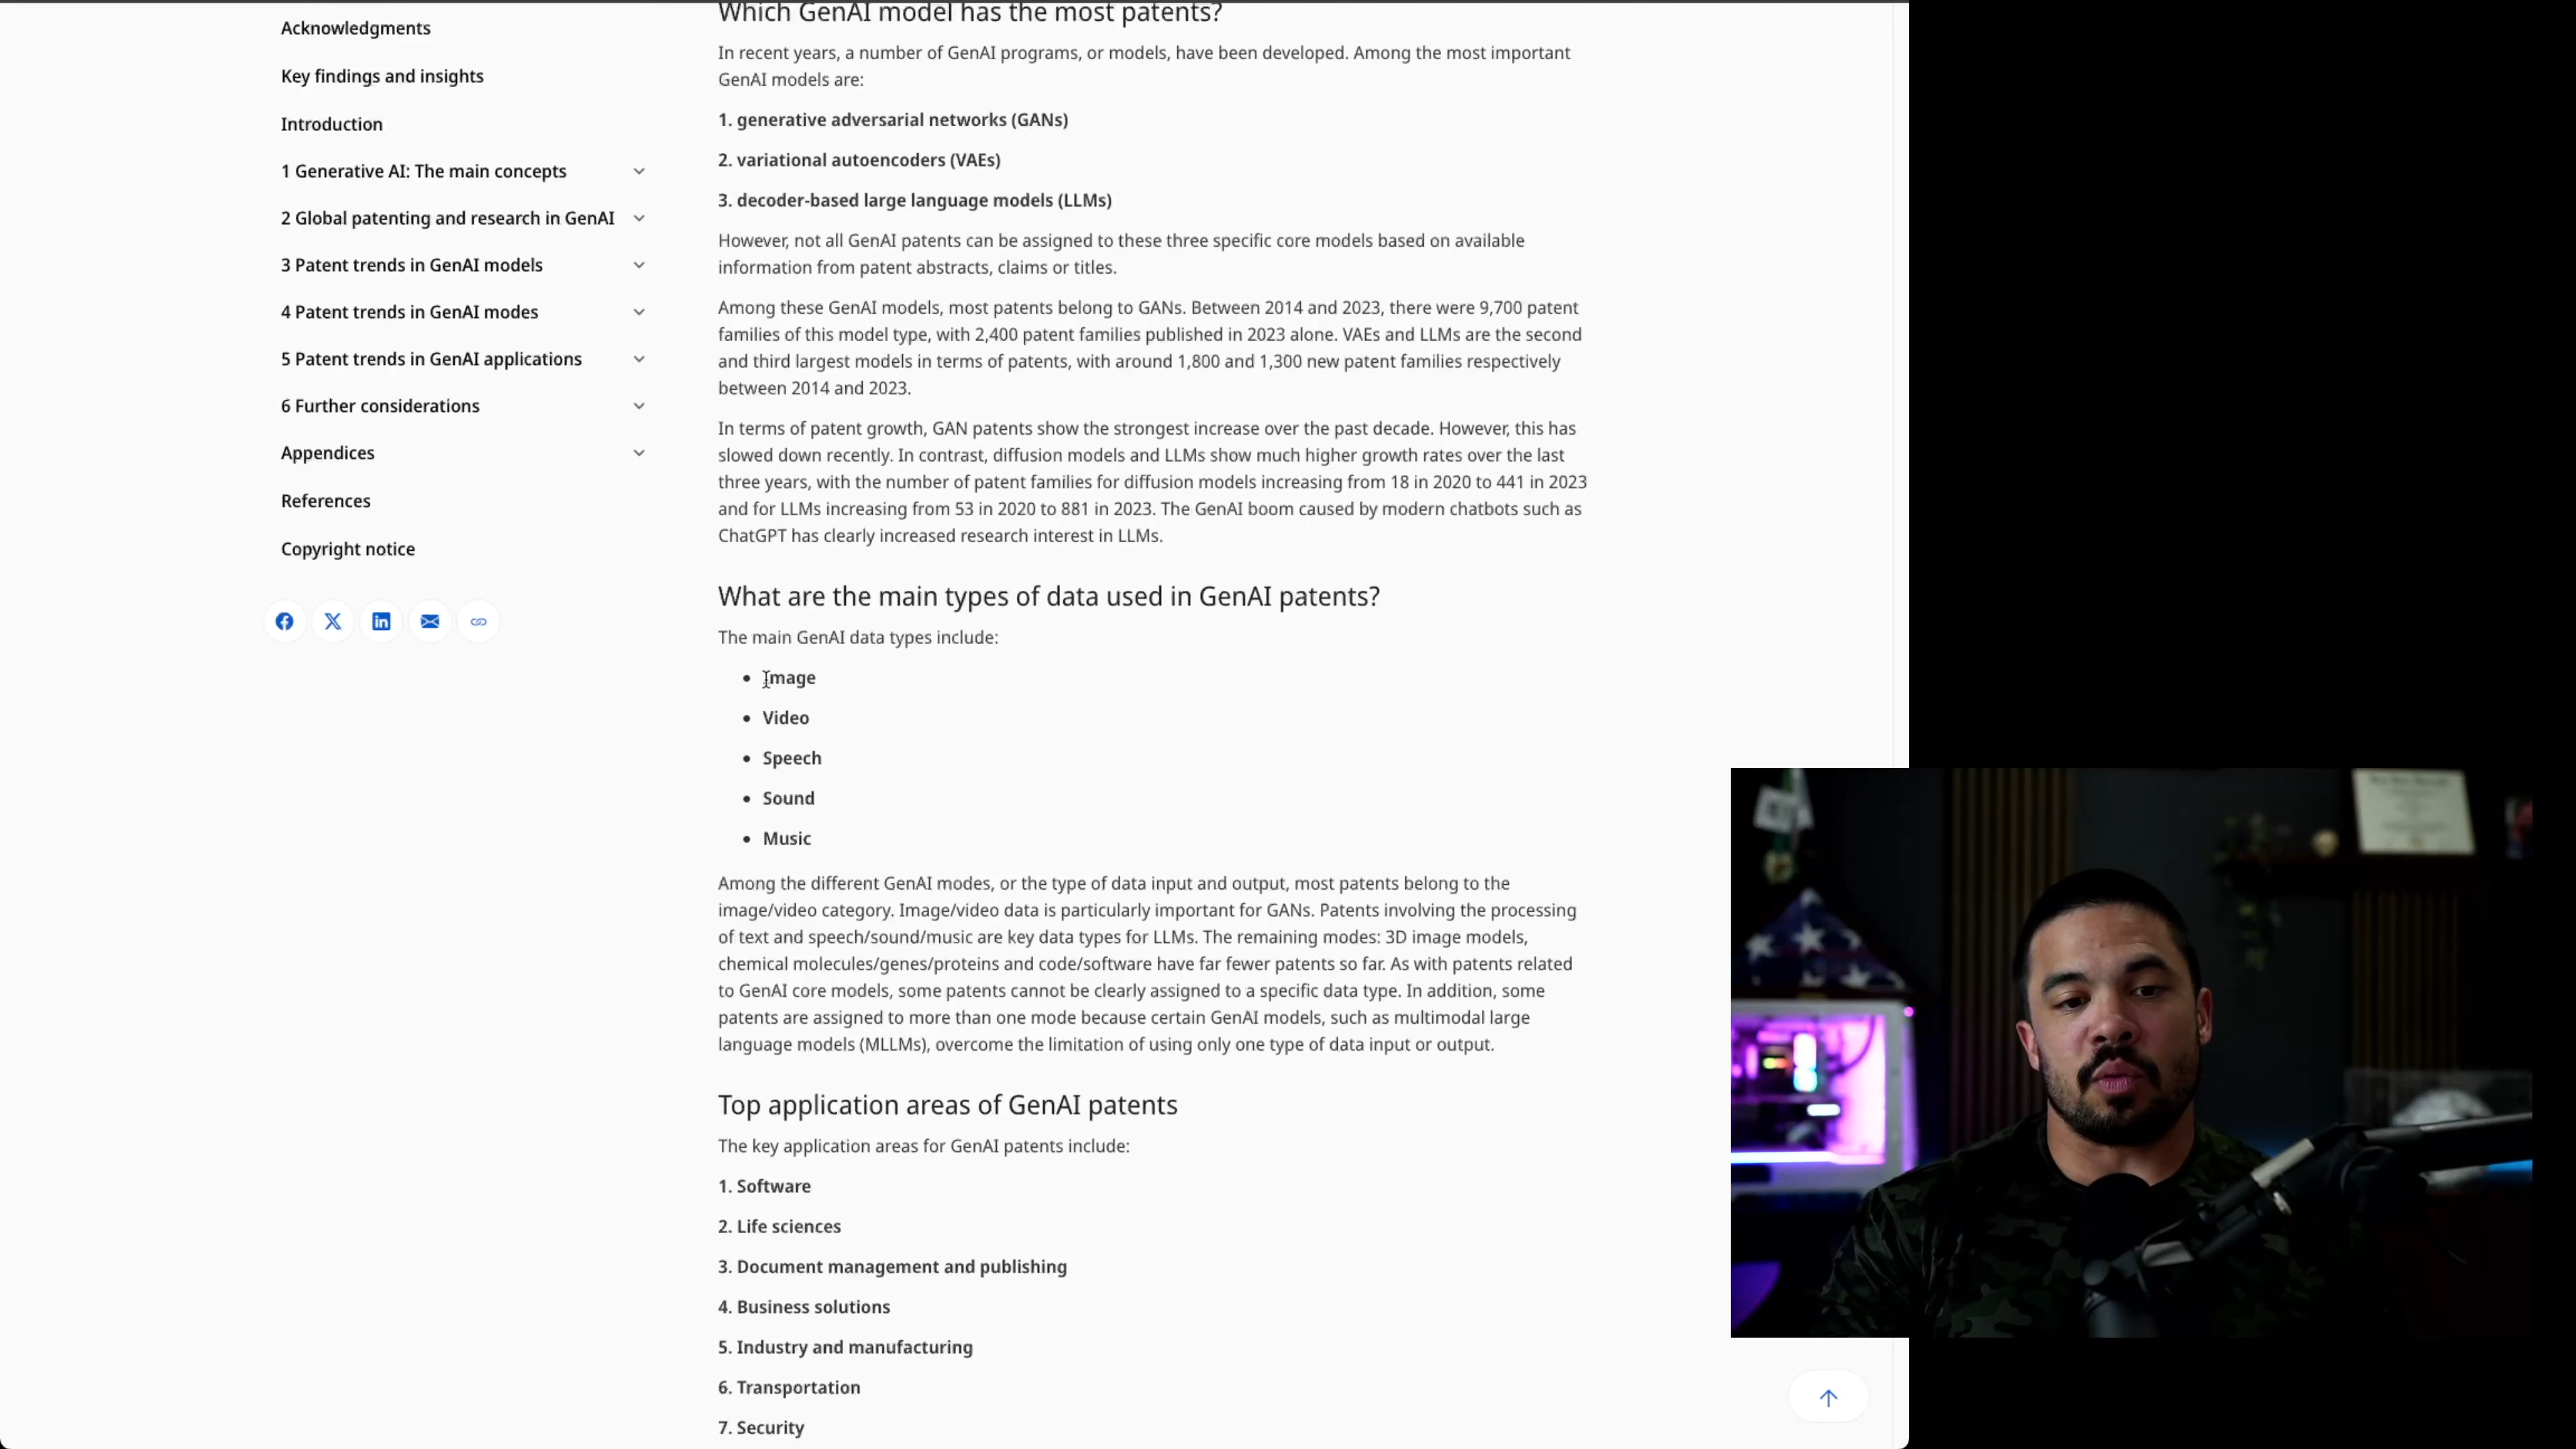 Acknowledgments
Key findings and insights
Introduction
1 Generative AI: The main concepts
2 Global patenting and research in GenAI
3 Patent trends in GenAI models
4 Patent trends in GenAI modes
5 Patent trends in GenAI applications
6 Further considerations
Appendices
References
Copyright notice
Which GenAI model has the most patents?
In recent years, a number of GenAI programs, or models, have been developed. Among the most important
GenAI models are:
1. generative adversarial networks (GANs)
2. variational autoencoders (VAEs)
3. decoder-based large language models (LLMs)
However, not all GenAI patents can be assigned to these three specific core models based on available
information from patent abstracts, claims or titles.
Among these GenAI models, most patents belong to GANs. Between 2014 and 2023, there were 9,700 patent
families of this model type, with 2,400 patent families published in 2023 alone. VAEs and LLMs are the second
and third largest models in terms of patents, with around 1,800 and 1,300 new patent families respectively
between 2014 and 2023.
In terms of patent growth, GAN patents show the strongest increase over the past decade. However, this has
slowed down recently. In contrast, diffusion models and LLMs show much higher growth rates over the last
three years, with the number of patent families for diffusion models increasing from 18 in 2020 to 441 in 2023
and for LLMs increasing from 53 in 2020 to 881 in 2023. The GenAI boom caused by modern chatbots such as
ChatGPT has clearly increased research interest in LLMs.
What are the main types of data used in GenAI patents?
The main GenAI data types include:
• Image
• Video
• Speech
• Sound
• Music
Among the different GenAI modes, or the type of data input and output, most patents belong to the
image/video category. Image/video data is particularly important for GANs. Patents involving the processing
of text and speech/sound/music are key data types for LLMs. The remaining modes: 3D image models,
chemical molecules/genes/proteins and code/software have far fewer patents so far. As with patents related
to GenAI core models, some patents cannot be clearly assigned to a specific data type. In addition, some
patents are assigned to more than one mode because certain GenAI models, such as multimodal large
language models (MLLMs), overcome the limitation of using only one type of data input or output.
Top application areas of GenAI patents
The key application areas for GenAI patents include:
1. Software
2. Life sciences
3. Document management and publishing
4. Business solutions
5. Industry and manufacturing
6. Transportation
7. Security